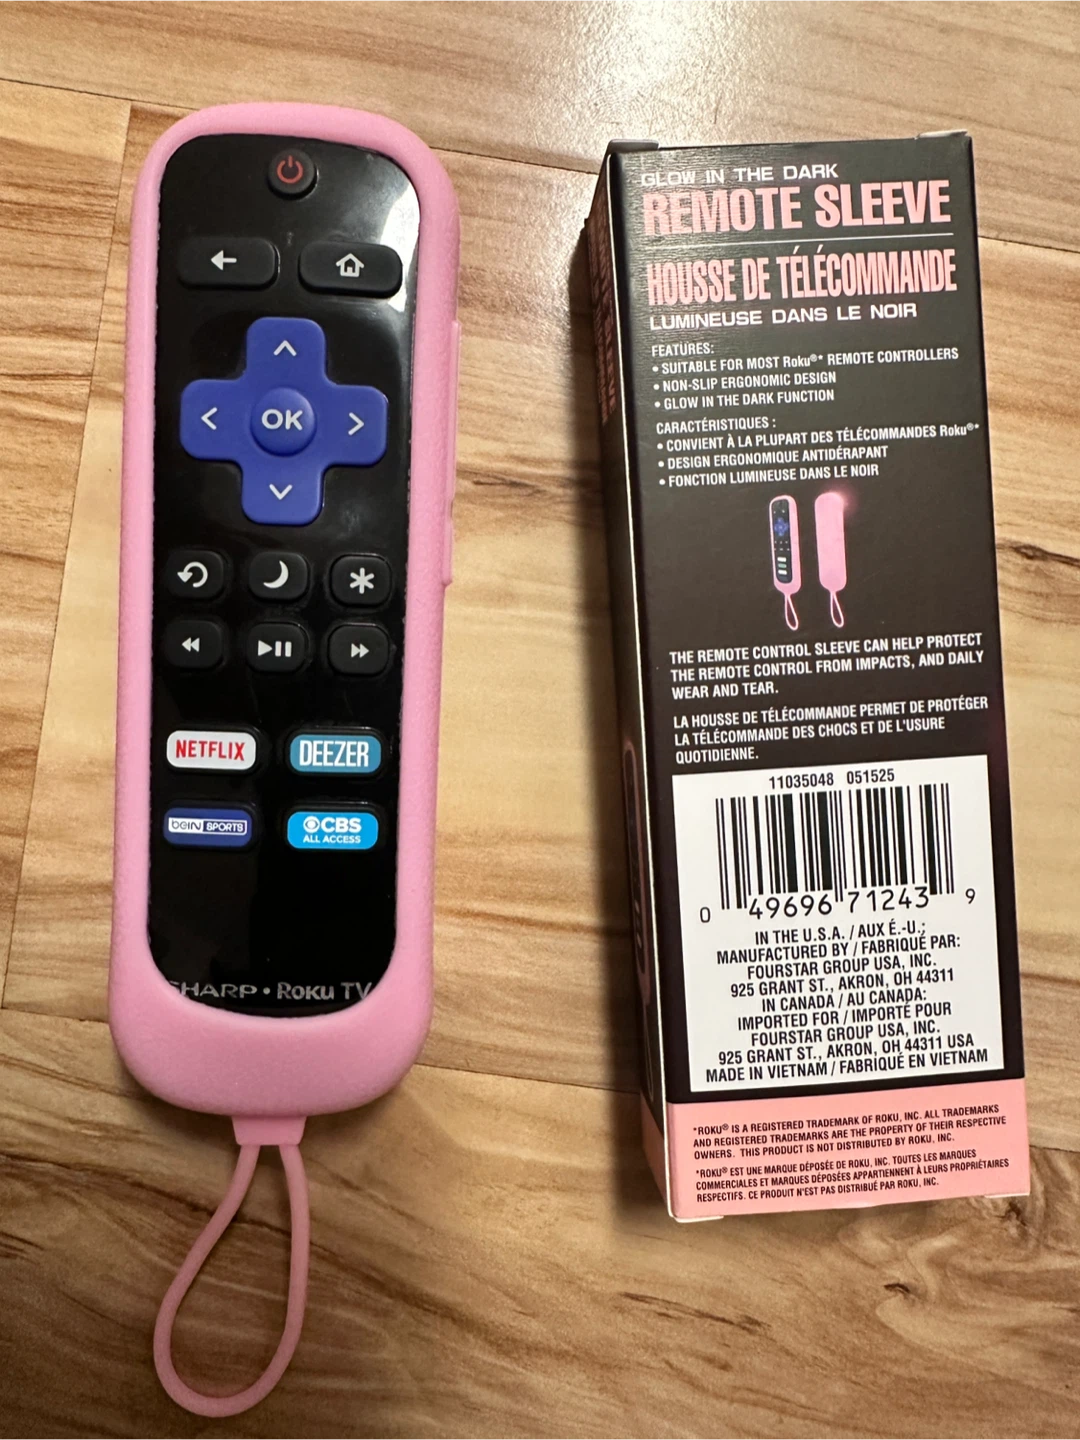 OK
NETFLIX
DEEZER
beIN SPORTS
CBS
ALL ACCESS
SHARP • Roku TV
GLOW IN THE DARK
REMOTE SLEEVE
HOUSSE DE TÉLÉCOMMANDE
LUMINEUSE DANS LE NOIR
FEATURES:
• SUITABLE FOR MOST Roku®* REMOTE CONTROLLERS
• NON-SLIP ERGONOMIC DESIGN
• GLOW IN THE DARK FUNCTION
CARACTÉRISTIQUES :
• CONVIENT À LA PLUPART DES TÉLÉCOMMANDES Roku®*
• DESIGN ERGONOMIQUE ANTIDÉRAPANT
• FONCTION LUMINEUSE DANS LE NOIR
THE REMOTE CONTROL SLEEVE CAN HELP PROTECT
THE REMOTE CONTROL FROM IMPACTS, AND DAILY
WEAR AND TEAR.
LA HOUSSE DE TÉLÉCOMMANDE PERMET DE PROTÉGER
LA TÉLÉCOMMANDE DES CHOCS ET DE L'USURE
QUOTIDIENNE.
11035048 051525
0 49696 71243 9
IN THE U.S.A. / AUX É.-U.:
MANUFACTURED BY / FABRIQUÉ PAR:
FOURSTAR GROUP USA, INC.
925 GRANT ST., AKRON, OH 44311
IN CANADA / AU CANADA:
IMPORTED FOR / IMPORTÉ POUR
FOURSTAR GROUP USA, INC.
925 GRANT ST., AKRON, OH 44311 USA
MADE IN VIETNAM / FABRIQUÉ EN VIETNAM
*ROKU® IS A REGISTERED TRADEMARK OF ROKU, INC. ALL TRADEMARKS
AND REGISTERED TRADEMARKS ARE THE PROPERTY OF THEIR RESPECTIVE
OWNERS. THIS PRODUCT IS NOT DISTRIBUTED BY ROKU, INC.
*ROKU® EST UNE MARQUE DÉPOSÉE DE ROKU, INC. TOUTES LES MARQUES
COMMERCIALES ET MARQUES DÉPOSÉES APPARTIENNENT À LEURS PROPRIÉTAIRES
RESPECTIFS. CE PRODUIT N'EST PAS DISTRIBUÉ PAR ROKU, INC.